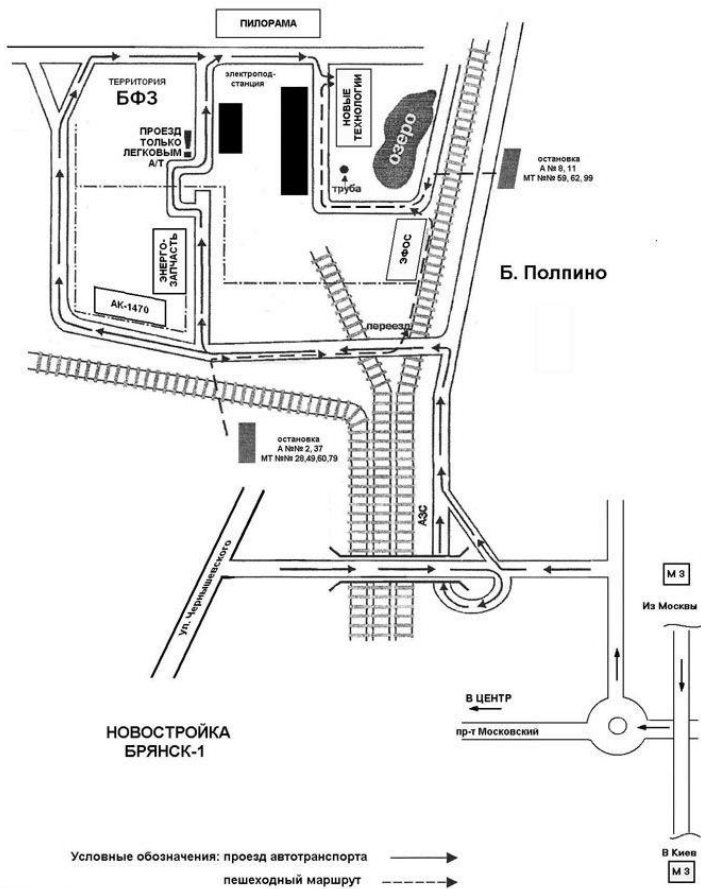 ПИЛОРАМА
ТЕРРИТОРИЯ
БФЗ
электропод-
станция
НОВЫЕ
ТЕХНОЛОГИИ
озеро
ПРОЕЗД
ТОЛЬКО
ЛЕГКОВЫМ
А/Т
!
труба
остановка
А № 8, 11
МТ №№ 59, 62, 99
ЭНЕРГО-
ЗАПЧАСТЬ
ЭФОС
Б. Полпино
АК-1470
переезд
остановка
А №№ 2, 37
МТ №№ 28,49,60,79
АЗС
ул. Чернышевского
М 3
Из Москвы
В ЦЕНТР
пр-т Московский
НОВОСТРОЙКА
БРЯНСК-1
В Киев
М 3
Условные обозначения: проезд автотранспорта
пешеходный маршрут